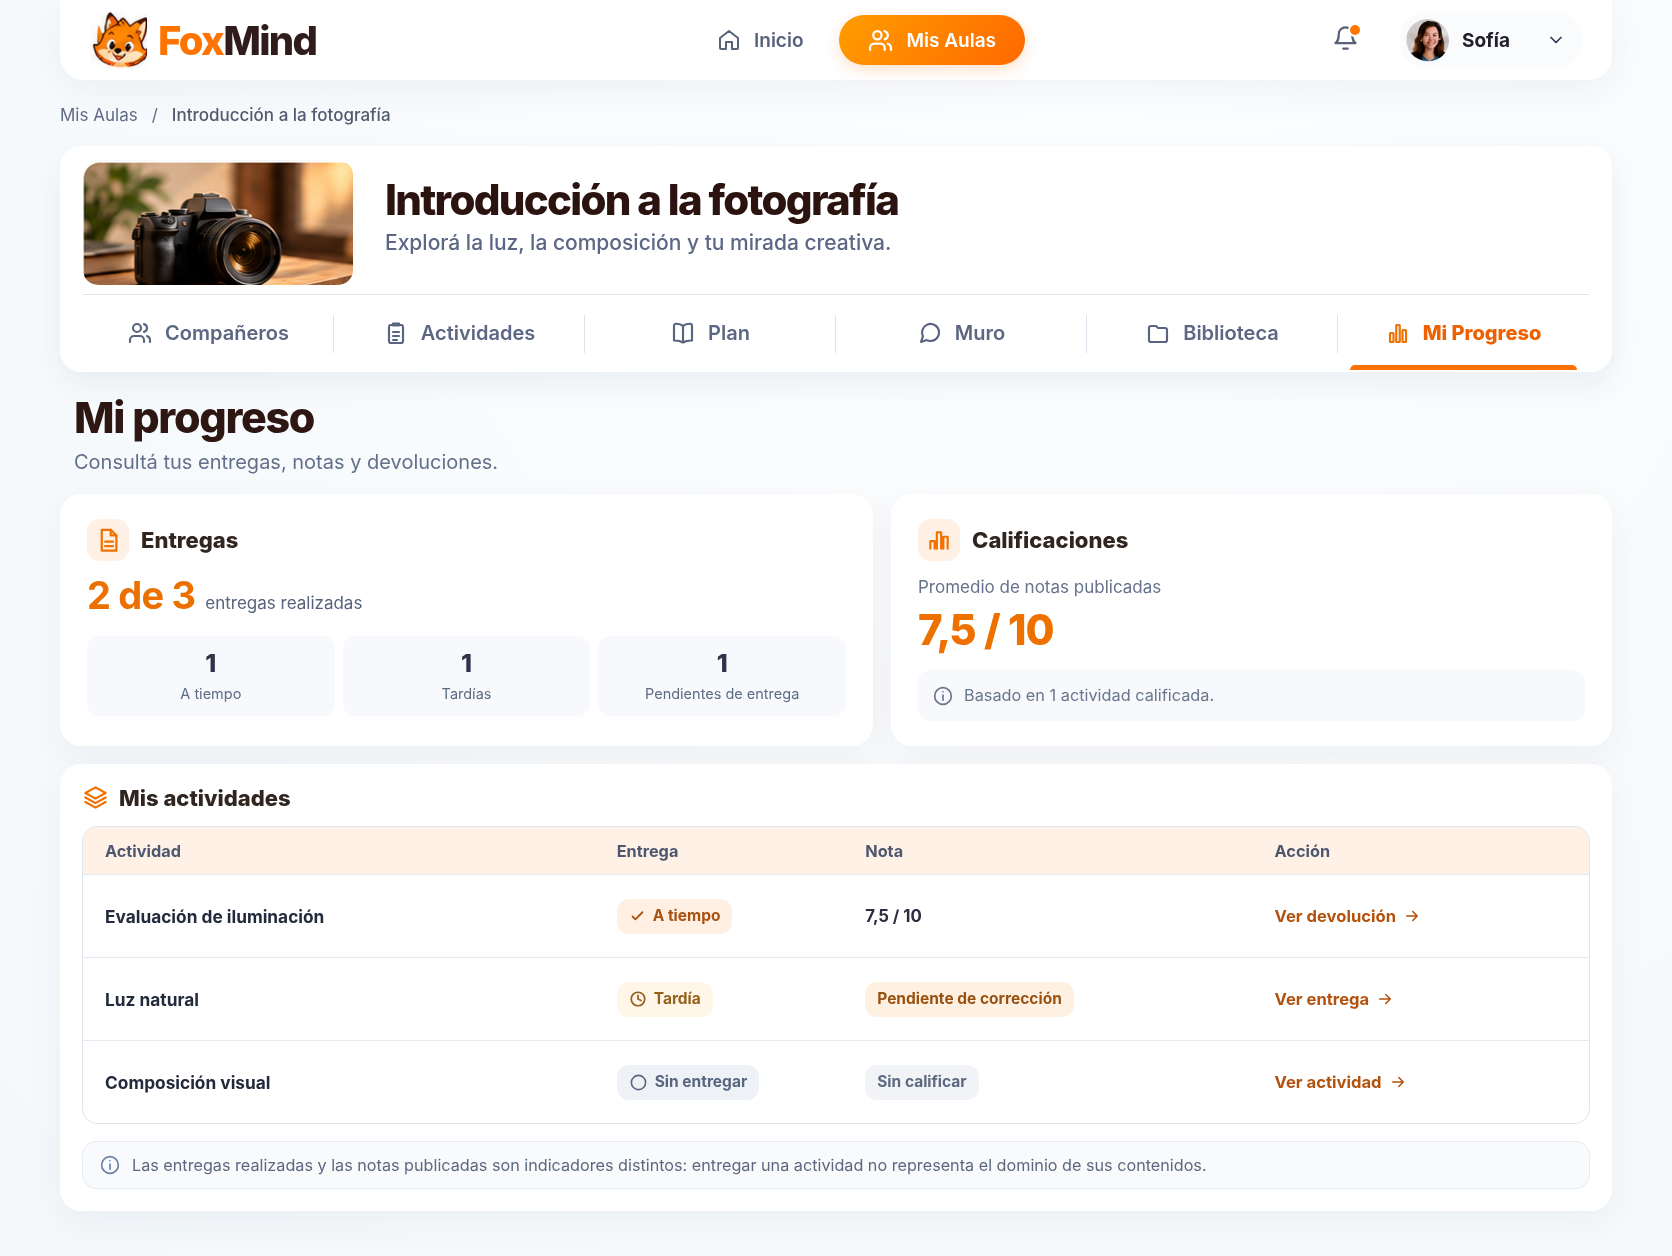 FoxMind
Inicio
Mis Aulas
Sofía
Mis Aulas / Introducción a la fotografía
Introducción a la fotografía
Explorá la luz, la composición y tu mirada creativa.
Compañeros
Actividades
Plan
Muro
Biblioteca
Mi Progreso
Mi progreso
Consultá tus entregas, notas y devoluciones.
Entregas
2 de 3 entregas realizadas
1
A tiempo
1
Tardías
1
Pendientes de entrega
Calificaciones
Promedio de notas publicadas
7,5 / 10
Basado en 1 actividad calificada.
Mis actividades
Actividad Entrega Nota Acción
Evaluación de iluminación A tiempo 7,5 / 10 Ver devolución →
Luz natural Tardía Pendiente de corrección Ver entrega →
Composición visual Sin entregar Sin calificar Ver actividad →
Las entregas realizadas y las notas publicadas son indicadores distintos: entregar una actividad no representa el dominio de sus contenidos.